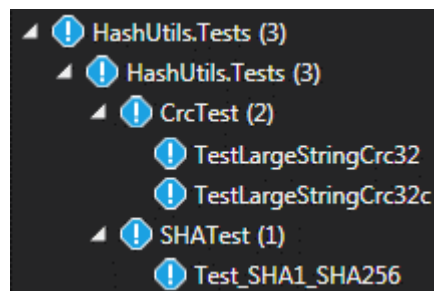 HashUtils.Tests (3)
HashUtils.Tests (3)
CrcTest (2)
TestLargeStringCrc32
TestLargeStringCrc32c
SHATest (1)
Test_SHA1_SHA256